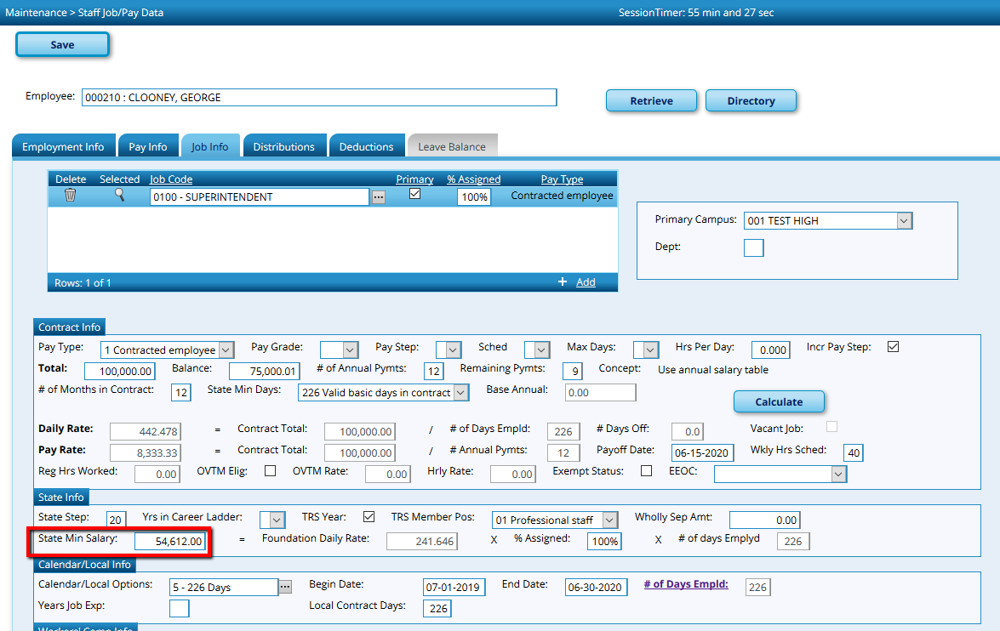 Maintenance > Staff Job/Pay Data SessionTimer: 55 min and 27 sec
Save
Employee: 000210 : CLOONEY, GEORGE Retrieve Directory
Employment Info Pay Info Job Info Distributions Deductions Leave Balance
Delete Selected Job Code Primary % Assigned Pay Type
0100 - SUPERINTENDENT ... 100% Contracted employee
Primary Campus: 001 TEST HIGH
Dept:
Rows: 1 of 1 + Add
Contract Info
Pay Type: 1 Contracted employee Pay Grade: Pay Step: Sched Max Days: Hrs Per Day: 0.000 Incr Pay Step:
Total: 100,000.00 Balance: 75,000.01 # of Annual Pymts: 12 Remaining Pymts: 9 Concept: Use annual salary table
# of Months in Contract: 12 State Min Days: 226 Valid basic days in contract Base Annual: 0.00
Calculate
Daily Rate: 442.478 = Contract Total: 100,000.00 / # of Days Empld: 226 # Days Off: 0.0 Vacant Job:
Pay Rate: 8,333.33 = Contract Total: 100,000.00 / # Annual Pymts: 12 Payoff Date: 06-15-2020 Wkly Hrs Sched: 40
Reg Hrs Worked: 0.00 OVTM Elig: OVTM Rate: 0.00 Hrly Rate: 0.00 Exempt Status: EEOC:
State Info
State Step: 20 Yrs in Career Ladder: TRS Year: TRS Member Pos: 01 Professional staff Wholly Sep Amt: 0.00
State Min Salary: 54,612.00 = Foundation Daily Rate: 241.646 X % Assigned: 100% X # of days Emplyd 226
Calendar/Local Info
Calendar/Local Options: 5 - 226 Days ... Begin Date: 07-01-2019 End Date: 06-30-2020 # of Days Empld: 226
Years Job Exp: Local Contract Days: 226
Workers' Comp Info